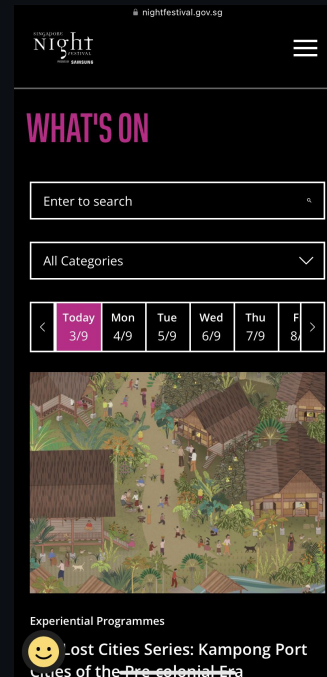 nightfestival.gov.sg
SINGAPORE
Night
FESTIVAL
SAMSUNG
WHAT'S ON
Enter to search
All Categories
Today Mon Tue Wed Thu F
3/9 4/9 5/9 6/9 7/9 8/
Experiential Programmes
Lost Cities Series: Kampong Port
Cities of the Pre-colonial Era